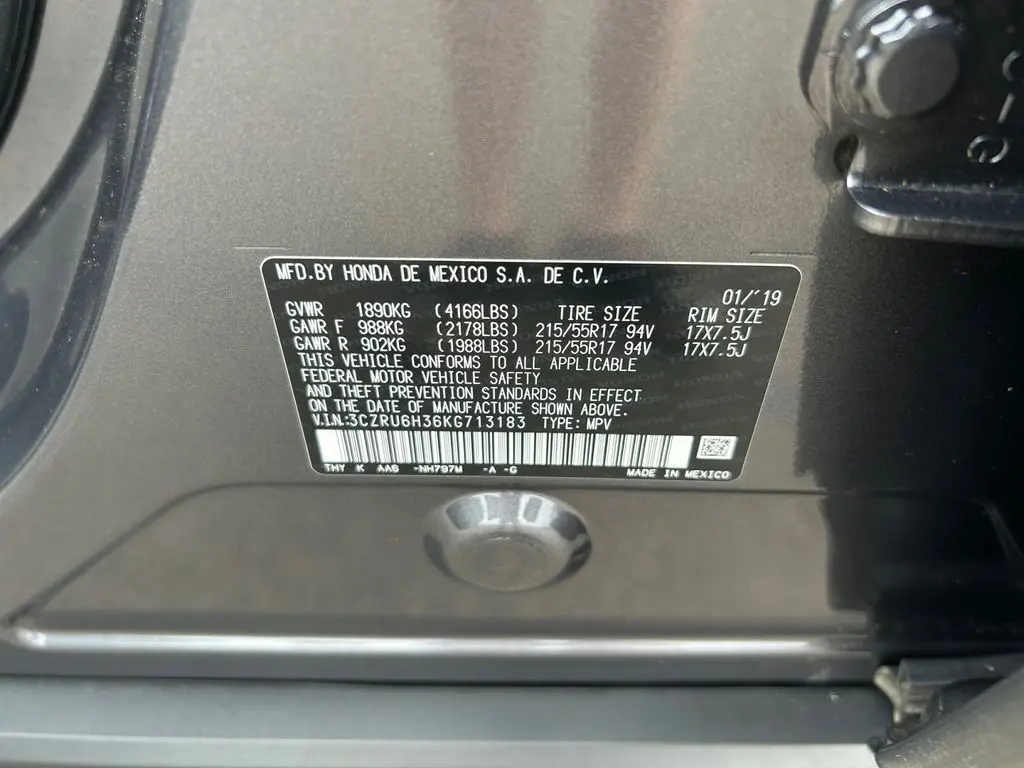 MFD.BY HONDA DE MEXICO S.A. DE C.V.
01/'19
GVWR 1890KG (4166LBS) TIRE SIZE RIM SIZE
GAWR F 988KG (2178LBS) 215/55R17 94V 17X7.5J
GAWR R 902KG (1988LBS) 215/55R17 94V 17X7.5J
THIS VEHICLE CONFORMS TO ALL APPLICABLE
FEDERAL MOTOR VEHICLE SAFETY
AND THEFT PREVENTION STANDARDS IN EFFECT
ON THE DATE OF MANUFACTURE SHOWN ABOVE.
V.I.N:3CZRU6H36KG713183 TYPE: MPV
THY K AA6 -NH797M -A -G MADE IN MEXICO